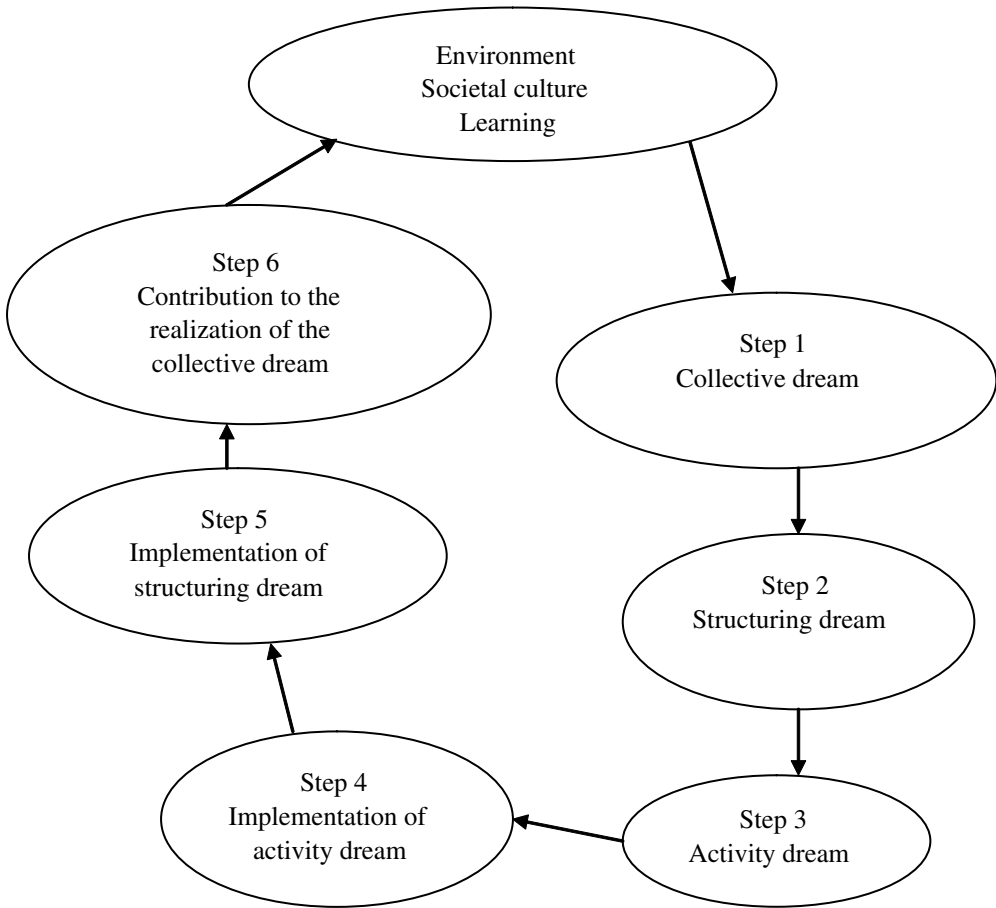 Environment
Societal culture
Learning
Step 1
Collective dream
Step 2
Structuring dream
Step 3
Activity dream
Step 4
Implementation of
activity dream
Step 5
Implementation of
structuring dream
Step 6
Contribution to the
realization of the
collective dream